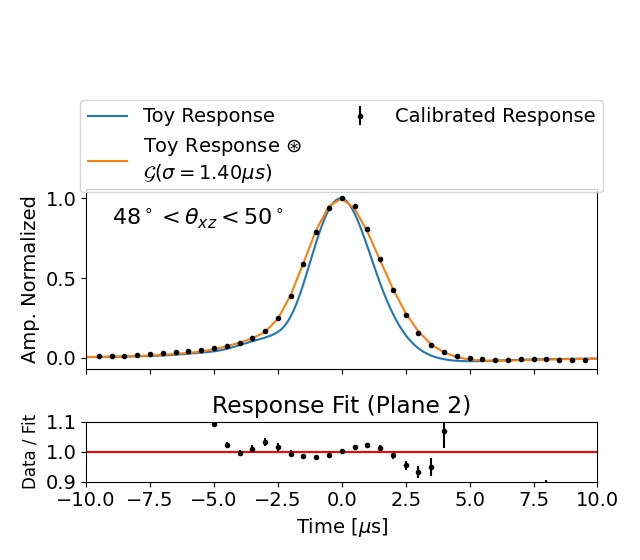 Toy Response
Calibrated Response
Toy Response ⊛
𝒢(σ = 1.40μs)
1.0
0.5
0.0
Amp. Normalized
48° < θxz < 50°
Response Fit (Plane 2)
1.1
1.0
0.9
Data / Fit
−10.0 −7.5 −5.0 −2.5 0.0 2.5 5.0 7.5 10.0
Time [μs]